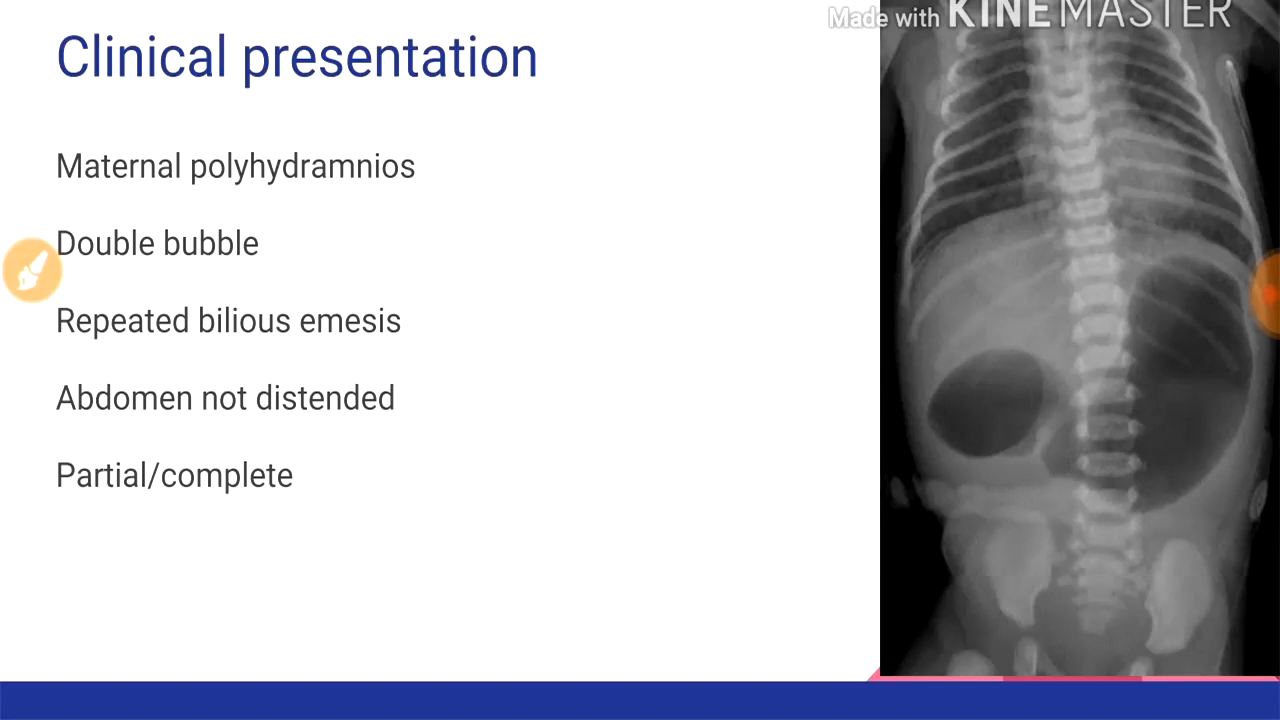 Made with KINEMASTER
Clinical presentation
Maternal polyhydramnios
Double bubble
Repeated bilious emesis
Abdomen not distended
Partial/complete